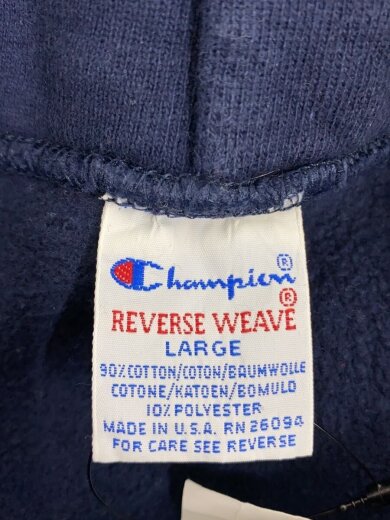 Champion®
REVERSE WEAVE®
LARGE
90% COTTON/COTON/BAUMWOLLE
COTONE/KATOEN/BOMULD
10% POLYESTER
MADE IN U.S.A. RN 26094
FOR CARE SEE REVERSE